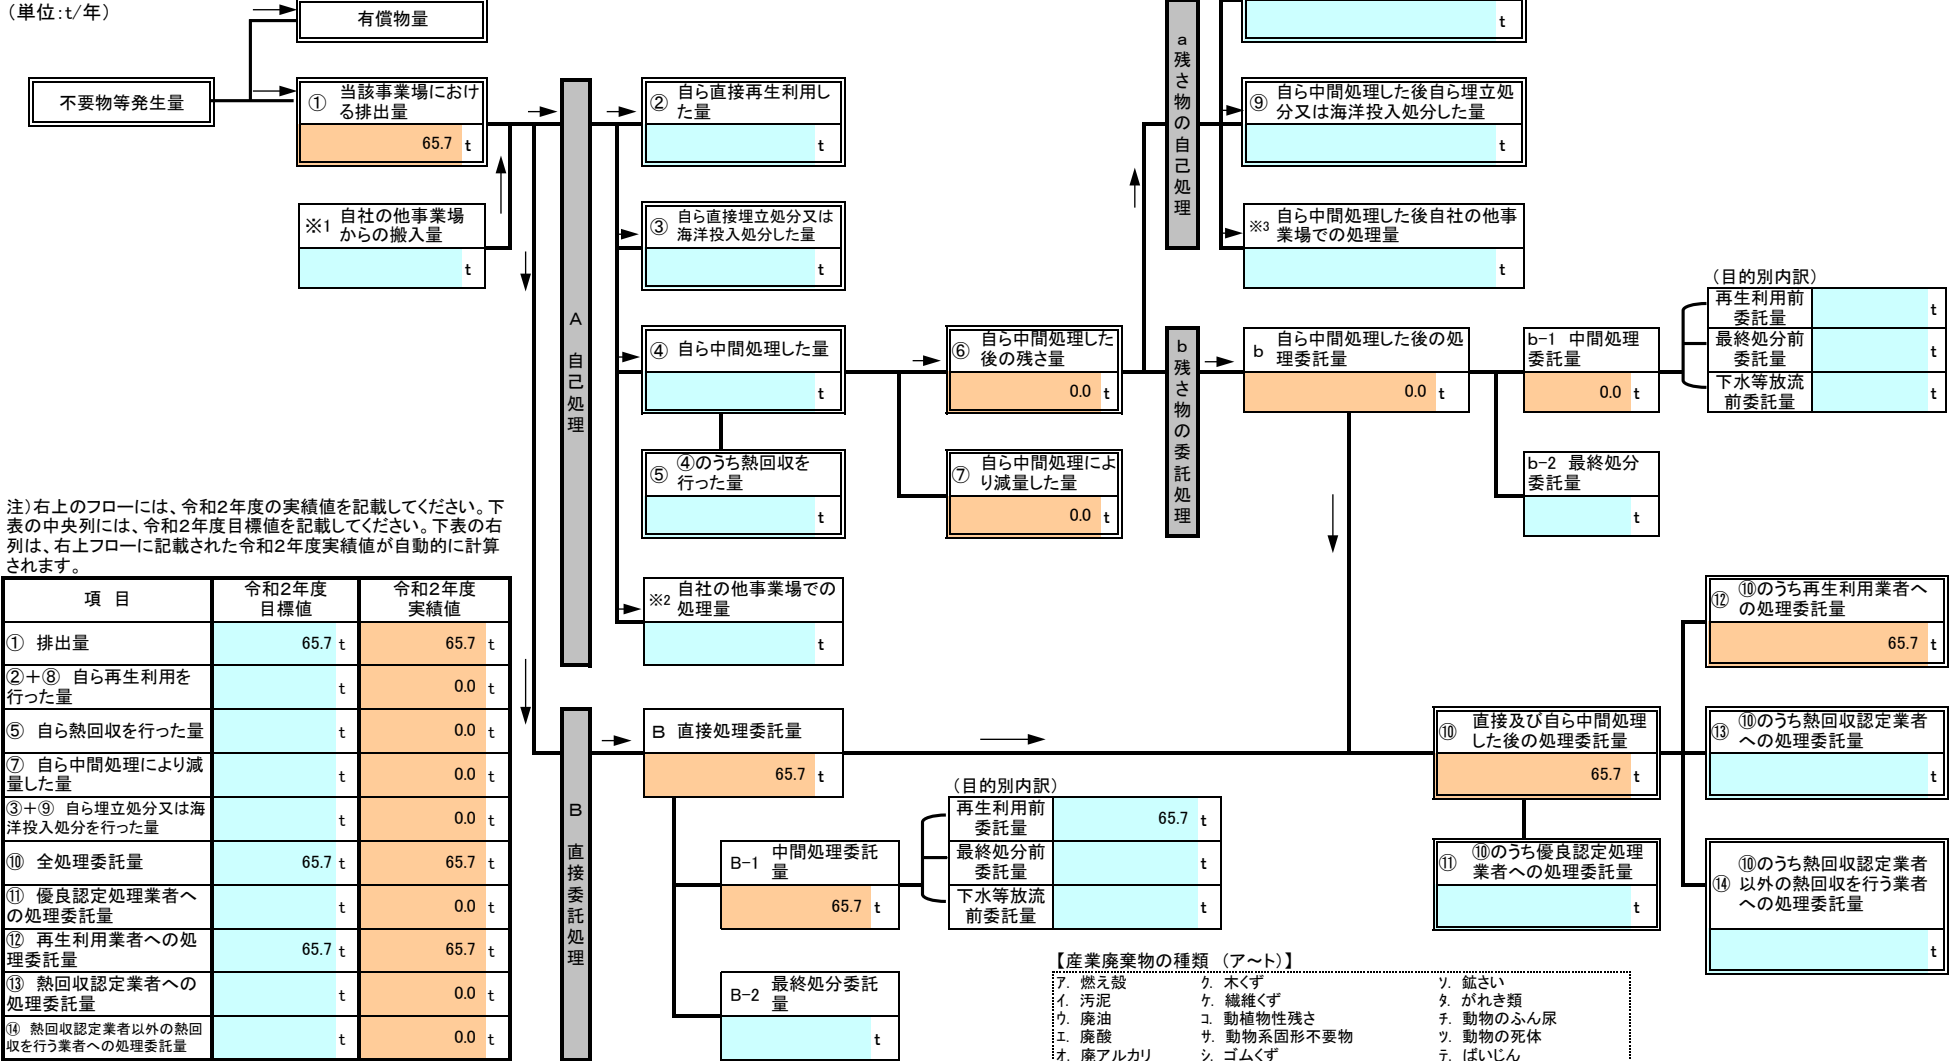 （単位：t/年）
有償物量
t
不要物等発生量
① 当該事業場におけ
る排出量
65.7 t
※1 自社の他事業場
からの搬入量
t
A 自己処理
② 自ら直接再生利用し
た量
t
③ 自ら直接埋立処分又は
海洋投入処分した量
t
④ 自ら中間処理した量
t
⑤ ④のうち熱回収を
行った量
t
※2 自社の他事業場での
処理量
t
⑥ 自ら中間処理した
後の残さ量
0.0 t
⑦ 自ら中間処理によ
り減量した量
0.0 t
a 残さ物の自己処理
⑨ 自ら中間処理した後自ら埋立処
分又は海洋投入処分した量
t
※3 自ら中間処理した後自社の他事
業場での処理量
t
b 残さ物の委託処理
b 自ら中間処理した後の処
理委託量
0.0 t
b-1 中間処理
委託量
0.0 t
b-2 最終処分
委託量
t
（目的別内訳）
再生利用前
委託量
t
最終処分前
委託量
t
下水等放流
前委託量
t
注）右上のフローには、令和２年度の実績値を記載してください。下
表の中央列には、令和２年度目標値を記載してください。下表の右
列は、右上フローに記載された令和２年度実績値が自動的に計算
されます。
項 目 令和２年度
目標値 令和２年度
実績値
① 排出量 65.7 t 65.7 t
②＋⑧ 自ら再生利用を
行った量 t 0.0 t
⑤ 自ら熱回収を行った量 t 0.0 t
⑦ 自ら中間処理により減
量した量 t 0.0 t
③＋⑨ 自ら埋立処分又は海
洋投入処分を行った量 t 0.0 t
⑩ 全処理委託量 65.7 t 65.7 t
⑪ 優良認定処理業者へ
の処理委託量 t 0.0 t
⑫ 再生利用業者への処
理委託量 65.7 t 65.7 t
⑬ 熱回収認定業者への
処理委託量 t 0.0 t
⑭ 熱回収認定業者以外の熱回
収を行う業者への処理委託量 t 0.0 t
B 直接委託処理
B 直接処理委託量
65.7 t
B-1 中間処理委託
量
65.7 t
B-2 最終処分委託
量
t
（目的別内訳）
再生利用前
委託量
65.7 t
最終処分前
委託量
t
下水等放流
前委託量
t
⑩ 直接及び自ら中間処理
した後の処理委託量
65.7 t
⑪ ⑩のうち優良認定処理
業者への処理委託量
t
⑫ ⑩のうち再生利用業者へ
の処理委託量
65.7 t
⑬ ⑩のうち熱回収認定業者
への処理委託量
t
⑭ ⑩のうち熱回収認定業者
以外の熱回収を行う業者
への処理委託量
t
【産業廃棄物の種類 （ア～ト）】
ア. 燃え殻 ク. 木くず ソ. 鉱さい
イ. 汚泥 ケ. 繊維くず タ. がれき類
ウ. 廃油 コ. 動植物性残さ チ. 動物のふん尿
エ. 廃酸 サ. 動物系固形不要物 ツ. 動物の死体
オ. 廃アルカリ シ. ゴムくず テ. ばいじん